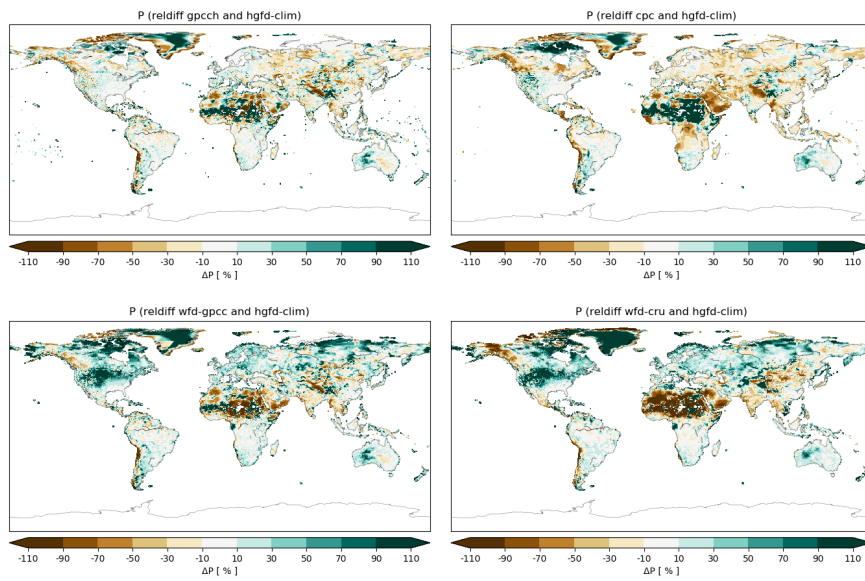 P (reldiff gpcch and hgfd-clim)
-110 -90 -70 -50 -30 -10 10 30 50 70 90 110
ΔP [ % ]
P (reldiff cpc and hgfd-clim)
-110 -90 -70 -50 -30 -10 10 30 50 70 90 110
ΔP [ % ]
P (reldiff wfd-gpcc and hgfd-clim)
-110 -90 -70 -50 -30 -10 10 30 50 70 90 110
ΔP [ % ]
P (reldiff wfd-cru and hgfd-clim)
-110 -90 -70 -50 -30 -10 10 30 50 70 90 110
ΔP [ % ]